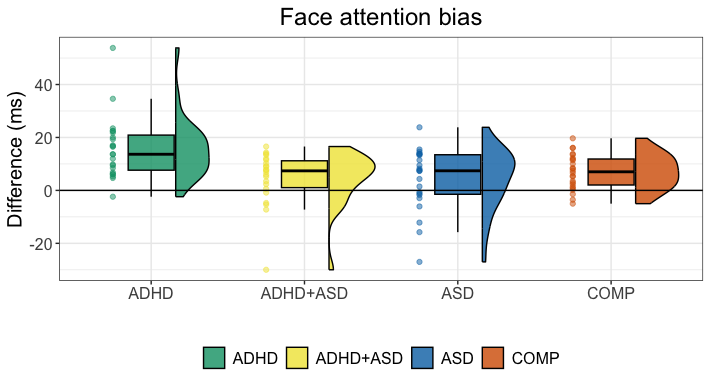 Face attention bias
Difference (ms)
40
20
0
-20
ADHD
ADHD+ASD
ASD
COMP
ADHD
ADHD+ASD
ASD
COMP